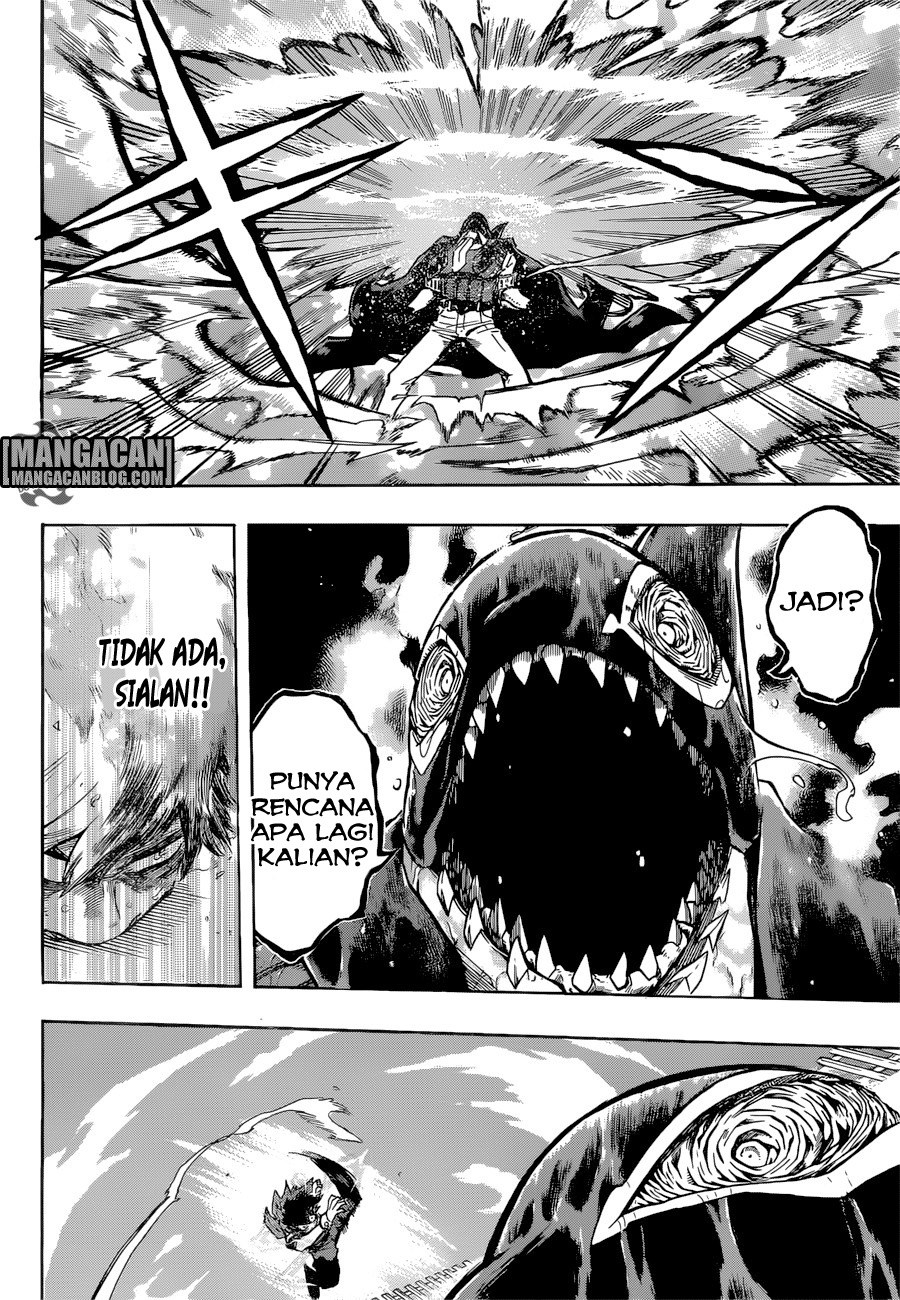 MANGACAN
MANGACANBLOG.COM
JADI?
PUNYA
RENCANA
APA LAGI
KALIAN?
TIDAK ADA,
SIALAN!!